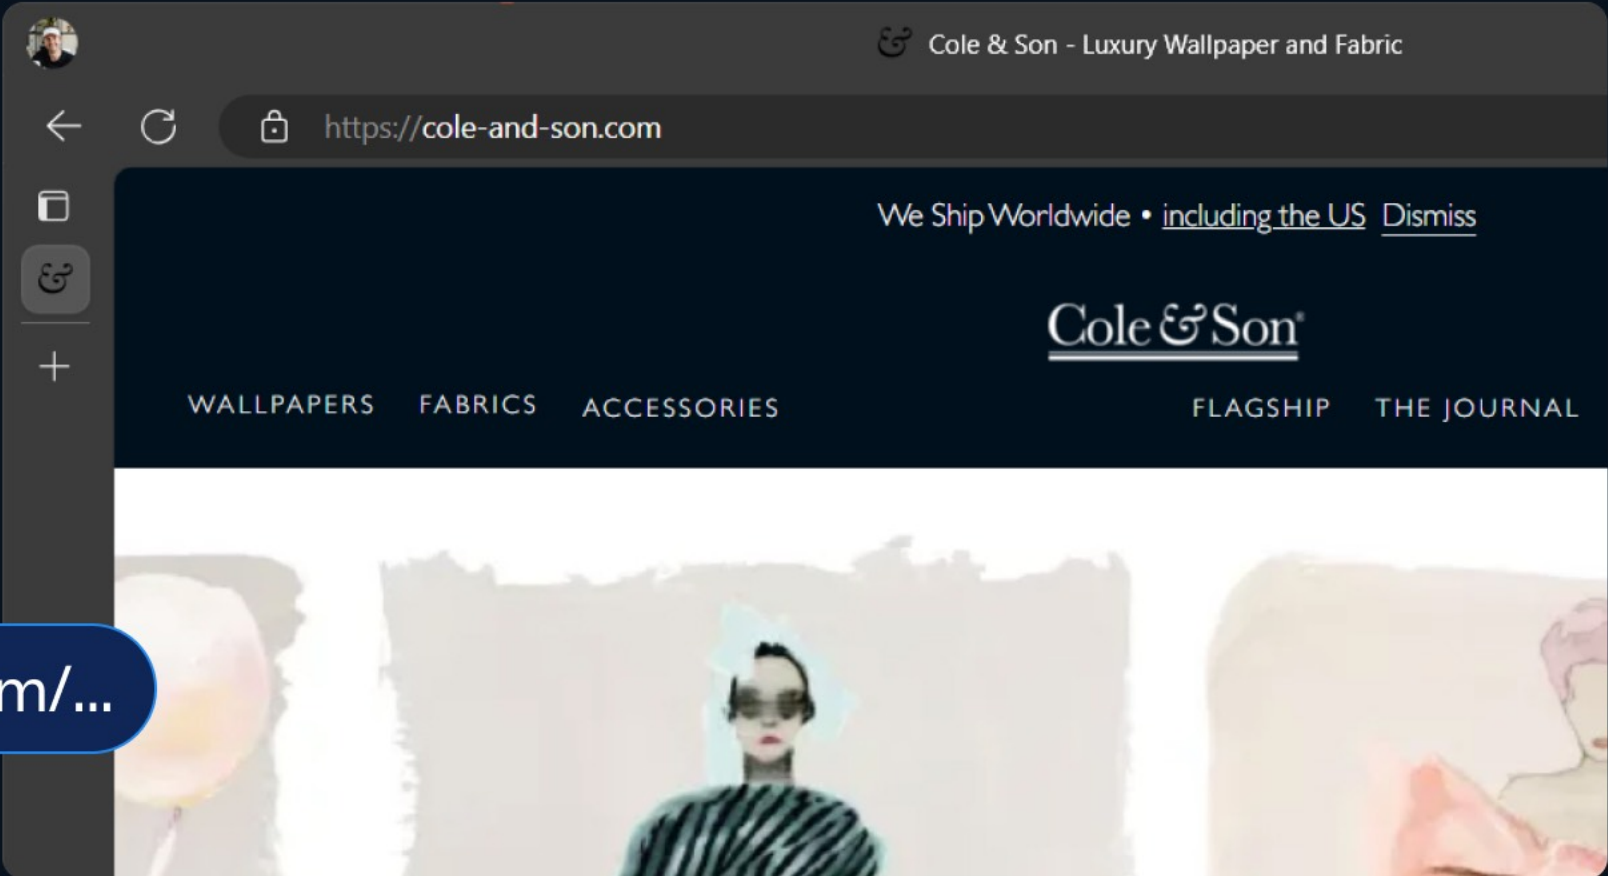 Cole & Son - Luxury Wallpaper and Fabric
https://cole-and-son.com
We Ship Worldwide • including the US Dismiss
Cole & Son®
WALLPAPERS FABRICS ACCESSORIES FLAGSHIP THE JOURNAL
m/...